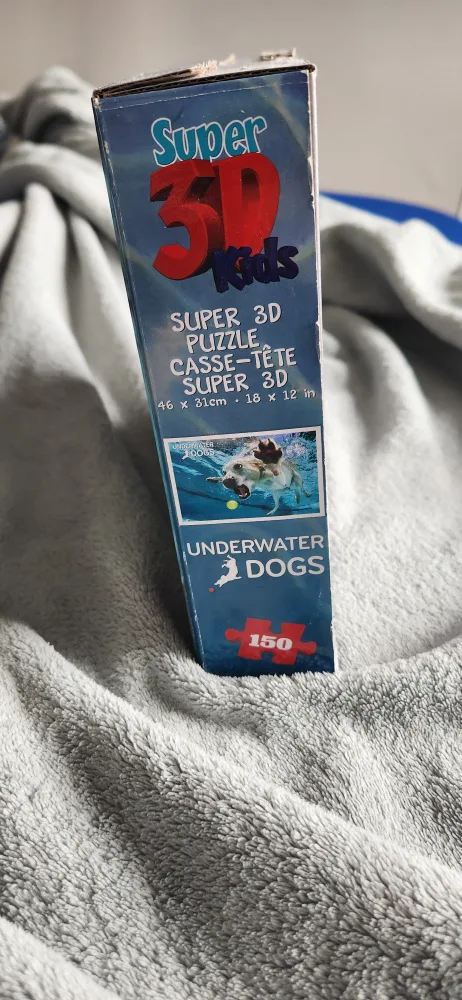 Super
3D
Kids
SUPER 3D
PUZZLE
CASSE-TÊTE
SUPER 3D
46 x 31cm · 18 x 12 in
UNDERWATER
DOGS
UNDERWATER
DOGS
150